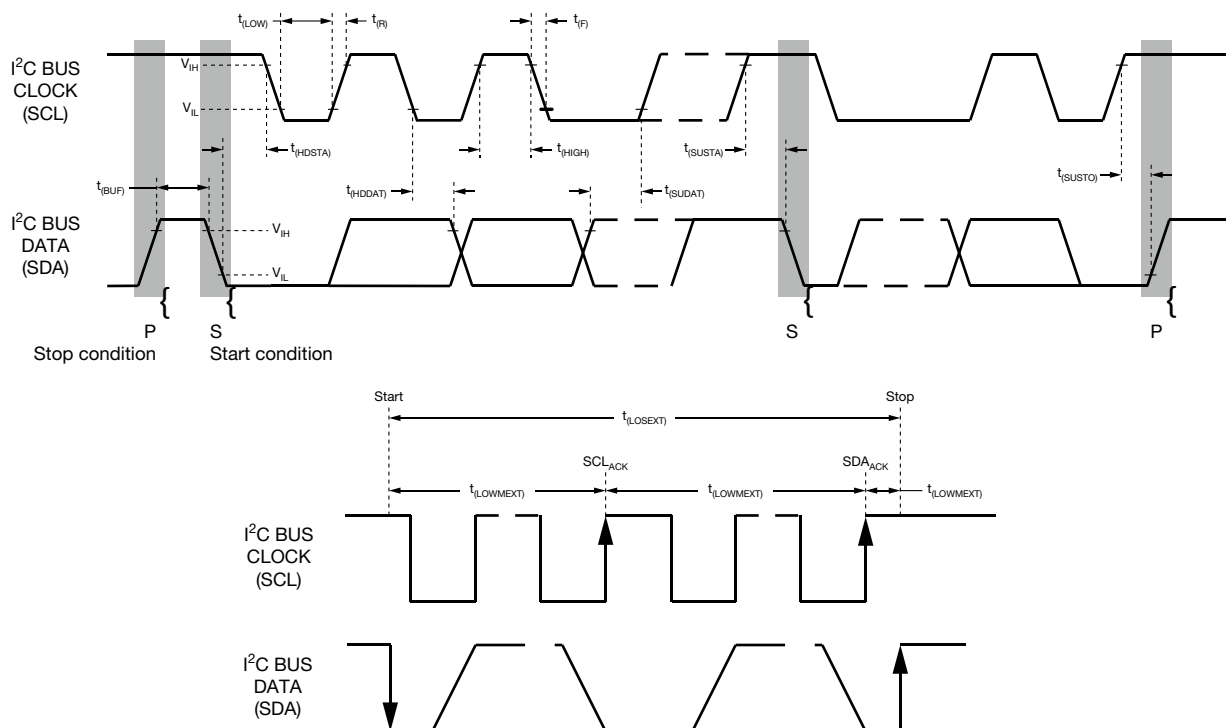 t(LOW) t(R) t(F)
I²C BUS
CLOCK
(SCL)
VIH
VIL
t(HDSTA) t(HIGH) t(SUSTA)
t(BUF) t(HDDAT) t(SUDAT) t(SUSTO)
I²C BUS
DATA
(SDA)
VIH
VIL
{ { { {
P S S P
Stop condition Start condition
Start Stop
t(LOSEXT)
SCLACK SDAACK
t(LOWMEXT) t(LOWMEXT) t(LOWMEXT)
I²C BUS
CLOCK
(SCL)
I²C BUS
DATA
(SDA)